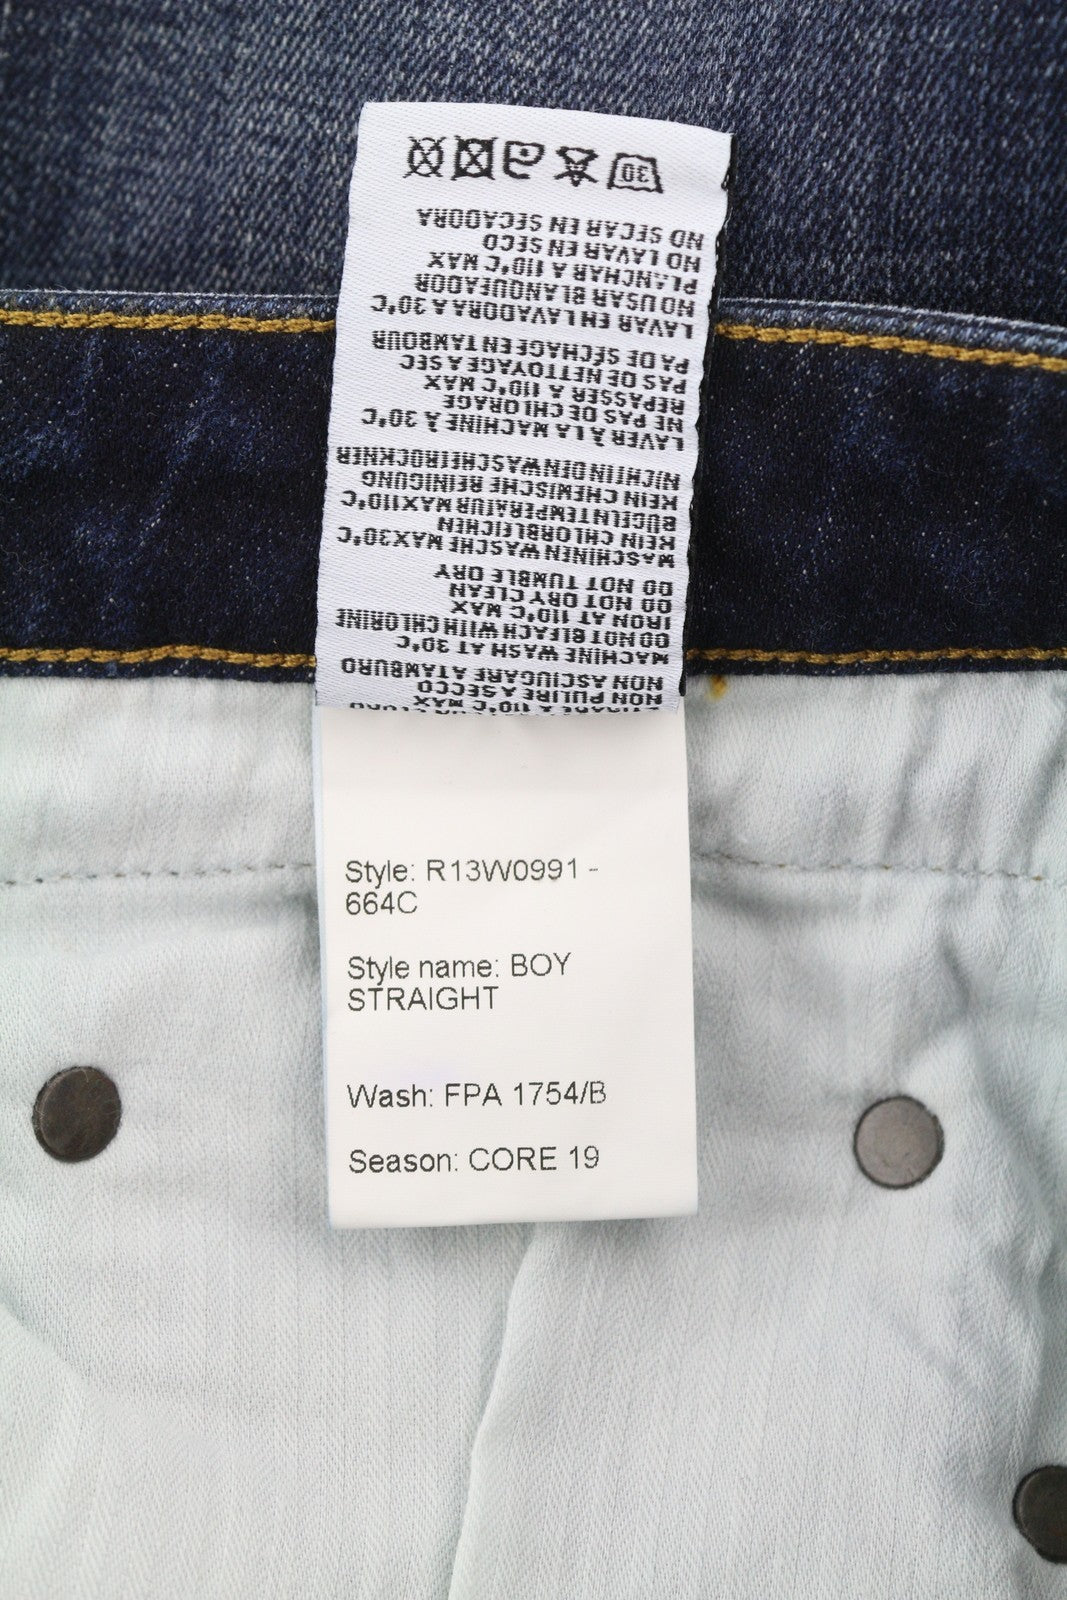 NON PULIRE A SECCO
NON ASCIUGARE A TAMBURO
MACHINE WASH AT 30°C
DO NOT BLEACH WITH CHLORINE
IRON AT 110°C MAX
DO NOT DRY CLEAN
DO NOT TUMBLE DRY
MASCHINEN WASCHE MAX30°C
KEIN CHLORBLEICHEN
BUGELNTEMPERATUR MAX110°C
KEIN CHEMISCHE REINIGUNG
NICHT IN DEN WASCHETROCKNER
LAVER À LA MACHINE À 30°C
NE PAS DE CHLORAGE
REPASSER A 110°C MAX
PAS DE NETTOYAGE A SEC
PA DE SÉCHAGE EN TAMBOUR
LAVAR EN LAVADORA A 30°C
NO USAR BLANQUEADOR
PLANCHAR A 110°C MAX
NO LAVAR EN SECO
NO SECAR EN SECADORA
30
Style: R13W0991 -
664C
Style name: BOY
STRAIGHT
Wash: FPA 1754/B
Season: CORE 19